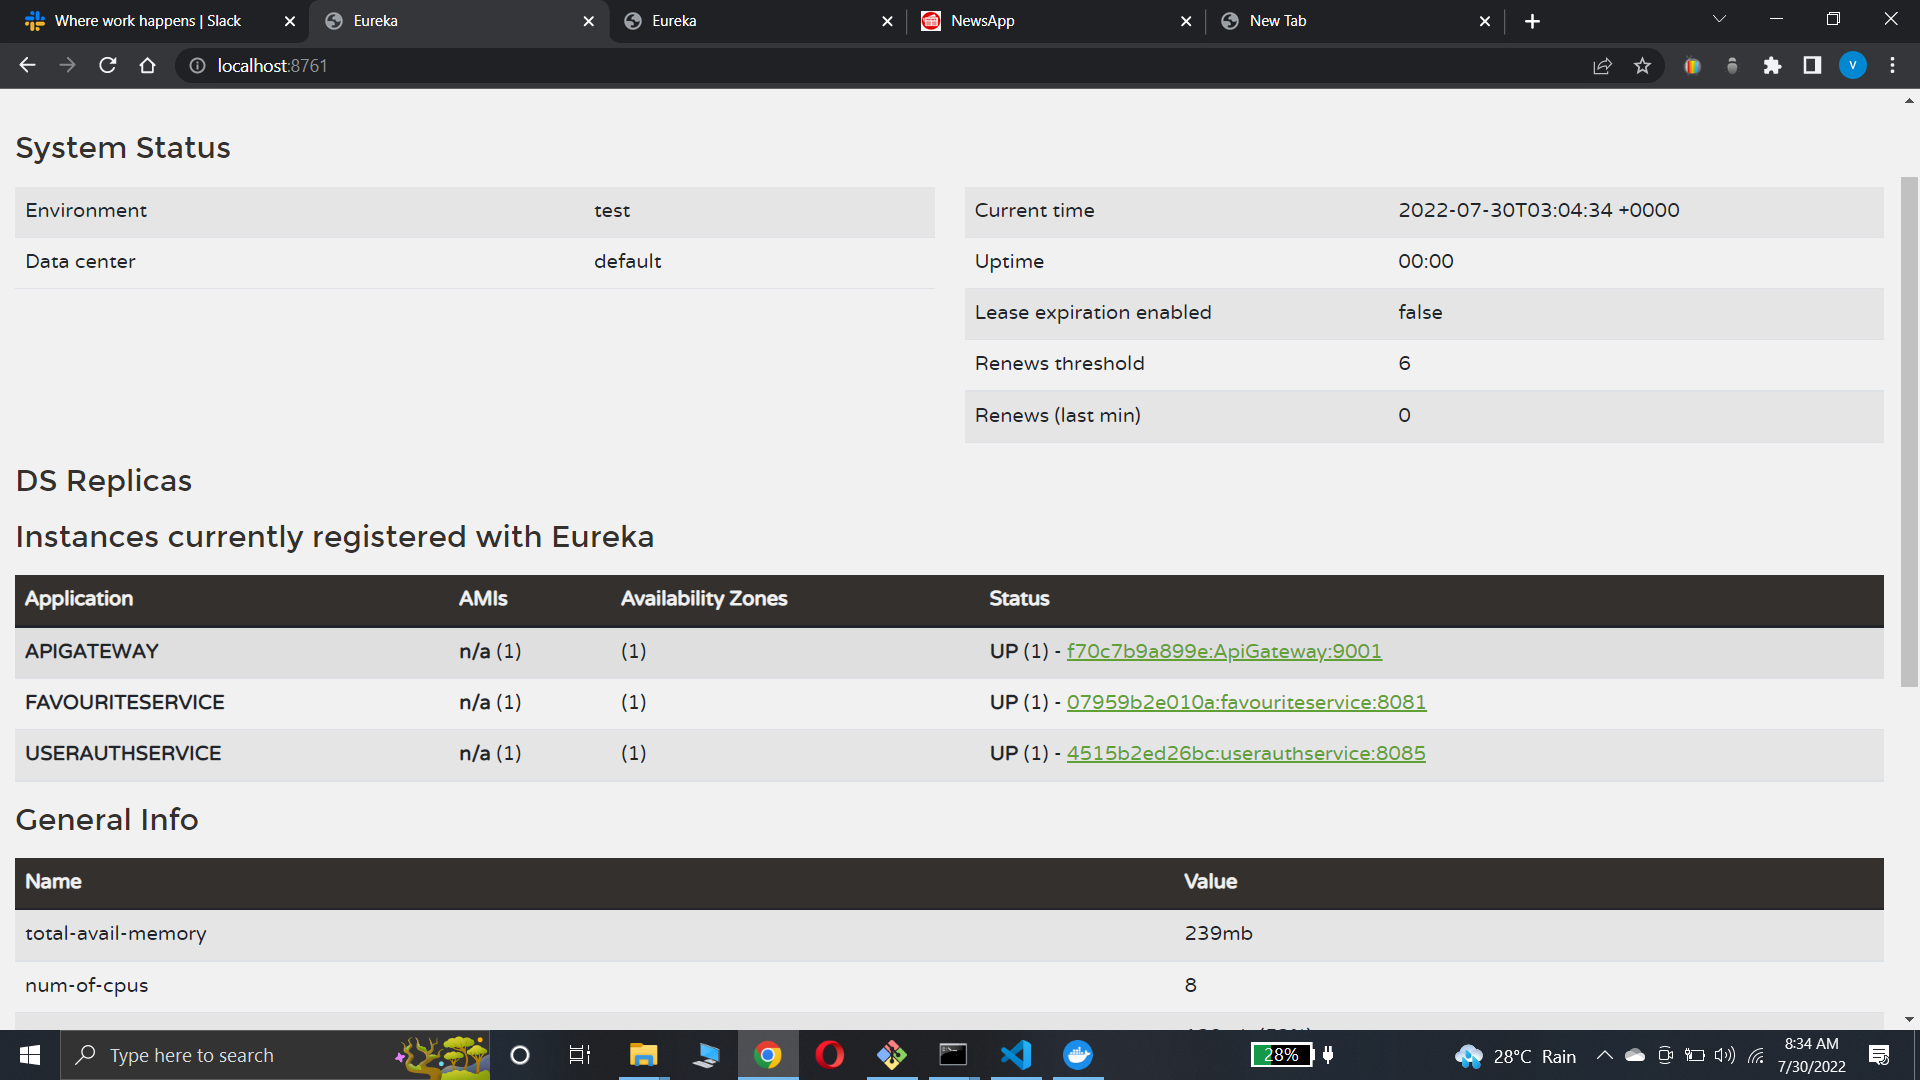 Where work happens | Slack
Eureka
Eureka
NewsApp
New Tab
localhost:8761
V
System Status
Environment test
Data center default
Current time 2022-07-30T03:04:34 +0000
Uptime 00:00
Lease expiration enabled false
Renews threshold 6
Renews (last min) 0
DS Replicas
Instances currently registered with Eureka
Application AMIs Availability Zones Status
APIGATEWAY n/a (1) (1) UP (1) - f70c7b9a899e:ApiGateway:9001
FAVOURITESERVICE n/a (1) (1) UP (1) - 07959b2e010a:favouriteservice:8081
USERAUTHSERVICE n/a (1) (1) UP (1) - 4515b2ed26bc:userauthservice:8085
General Info
Name Value
total-avail-memory 239mb
num-of-cpus 8
Type here to search
28%
28°C Rain
8:34 AM
7/30/2022